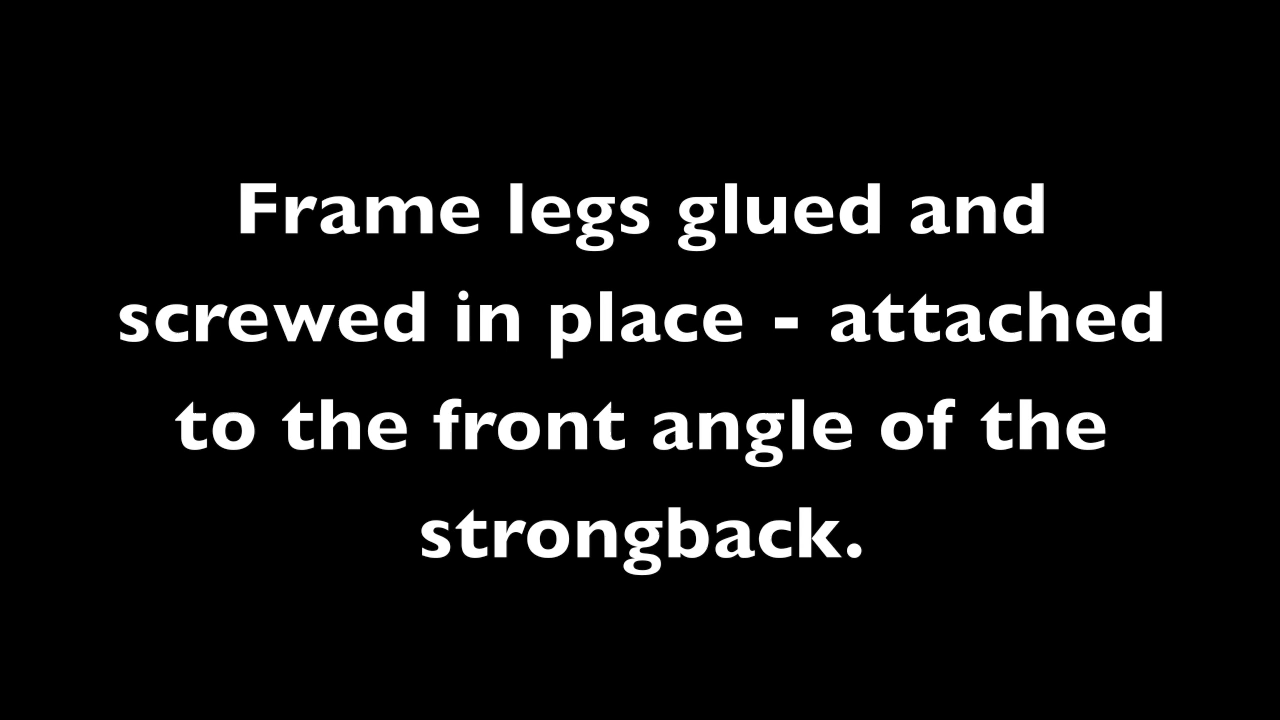 Frame legs glued and
screwed in place - attached
to the front angle of the
strongback.